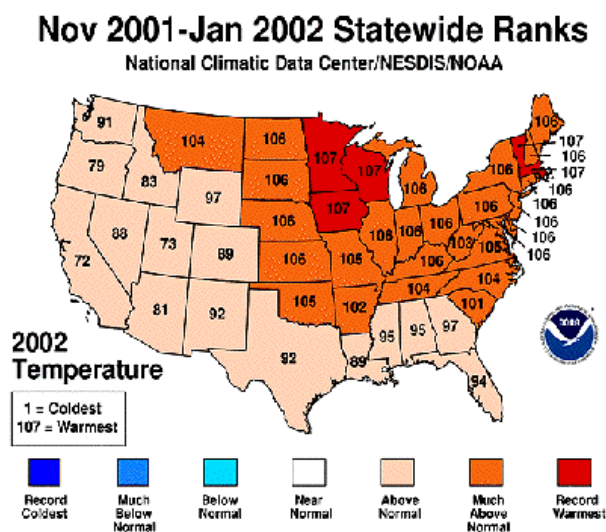 Nov 2001-Jan 2002 Statewide Ranks
National Climatic Data Center/NESDIS/NOAA
91
104
106
107
106
107
106
107
106
106
106
106
106
106
79
83
97
106
107
106
106
106
106
72
88
73
89
106
107
106
106
106
103
105
81
92
106
105
106
104
104
105
102
101
92
89
95
95
97
94
2002
Temperature
1 = Coldest
107 = Warmest
Record
Coldest
Much
Below
Normal
Below
Normal
Near
Normal
Above
Normal
Much
Above
Normal
Record
Warmest